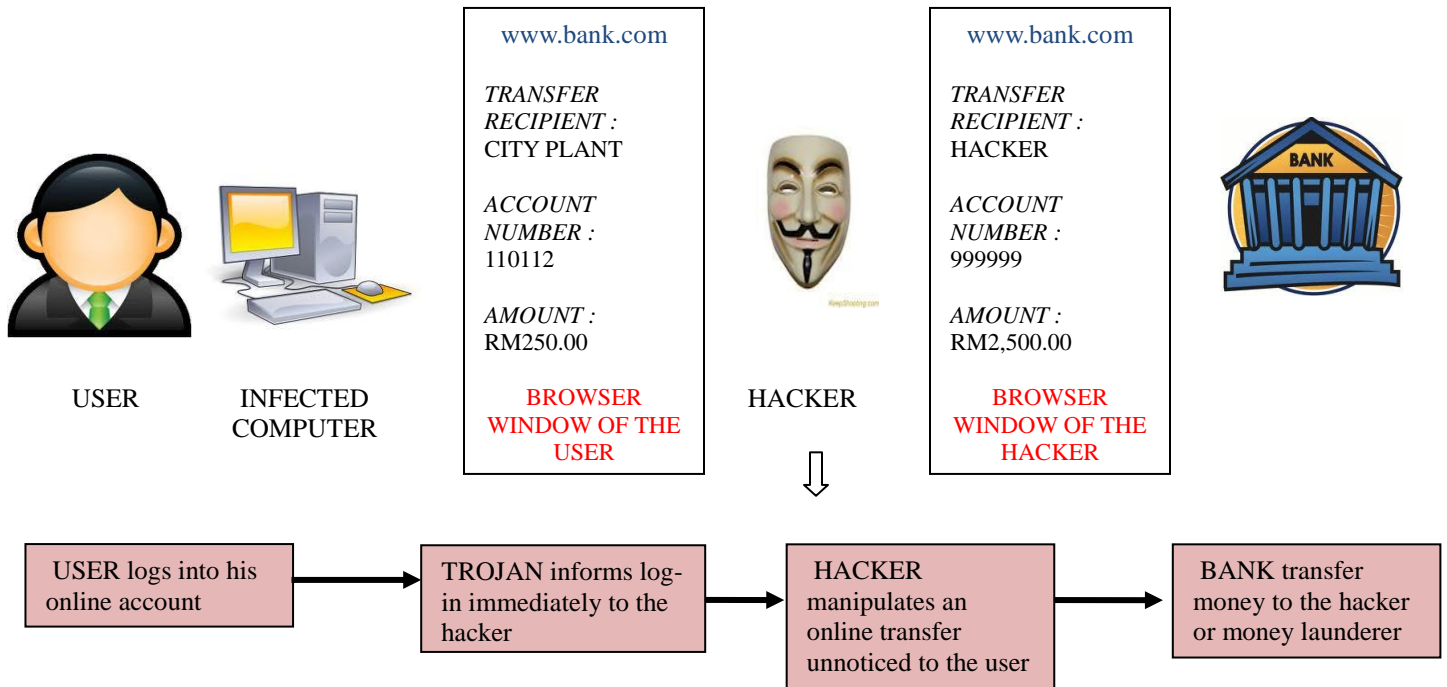 www.bank.com
TRANSFER
RECIPIENT :
CITY PLANT
ACCOUNT
NUMBER :
110112
AMOUNT :
RM250.00
BROWSER
WINDOW OF THE
USER
www.bank.com
TRANSFER
RECIPIENT :
HACKER
ACCOUNT
NUMBER :
999999
AMOUNT :
RM2,500.00
BROWSER
WINDOW OF THE
HACKER
BANK
KeepShooting.com
USER
INFECTED
COMPUTER
HACKER
USER logs into his
online account
TROJAN informs log-
in immediately to the
hacker
HACKER
manipulates an
online transfer
unnoticed to the user
BANK transfer
money to the hacker
or money launderer